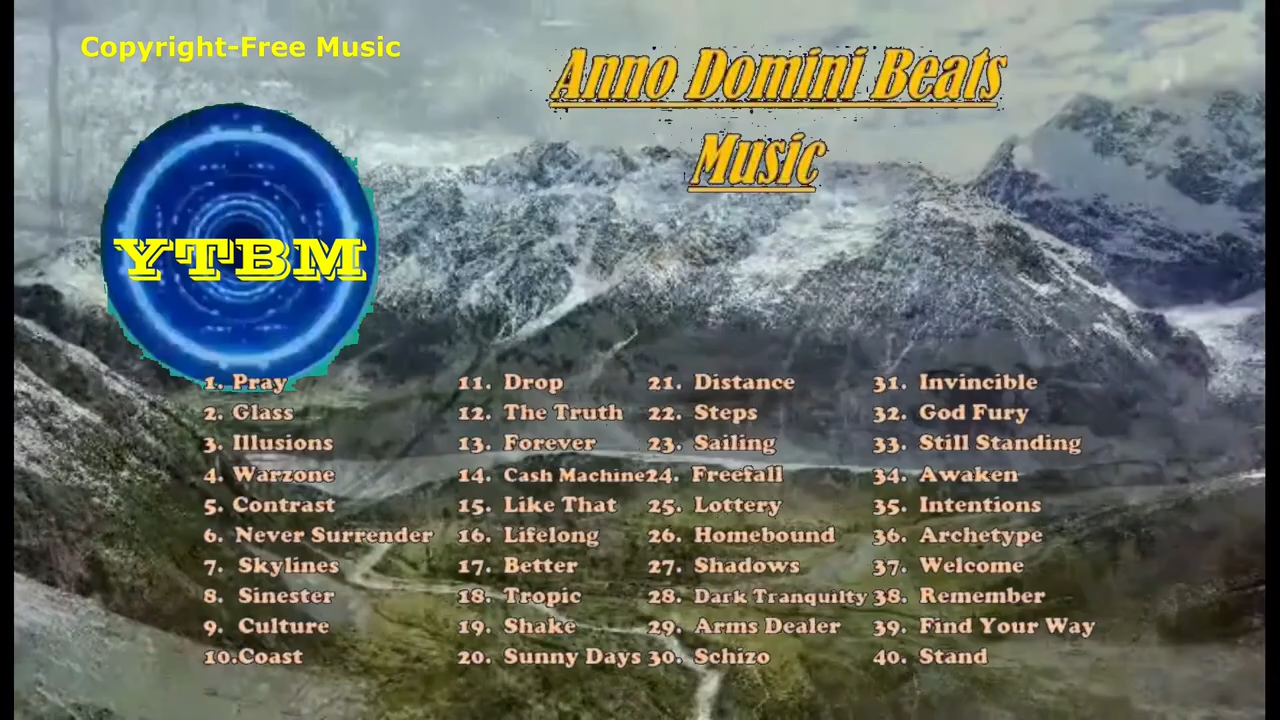 Copyright-Free Music
Anno Domini Beats
Music
YTBM
1. Pray
2. Glass
3. Illusions
4. Warzone
5. Contrast
6. Never Surrender
7. Skylines
8. Sinester
9. Culture
10.Coast
11. Drop
12. The Truth
13. Forever
14. Cash Machine
15. Like That
16. Lifelong
17. Better
18. Tropic
19. Shake
20. Sunny Days
21. Distance
22. Steps
23. Sailing
24. Freefall
25. Lottery
26. Homebound
27. Shadows
28. Dark Tranquilty
29. Arms Dealer
30. Schizo
31. Invincible
32. God Fury
33. Still Standing
34. Awaken
35. Intentions
36. Archetype
37. Welcome
38. Remember
39. Find Your Way
40. Stand